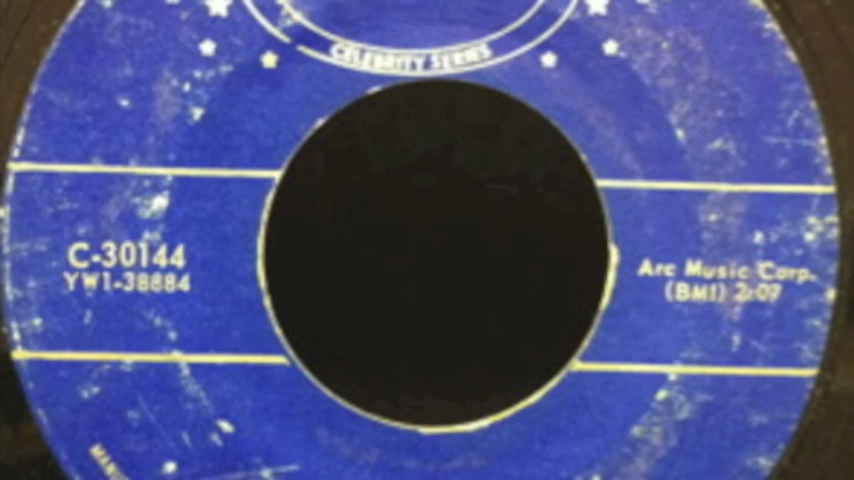 CELEBRITY SERIES
C-30144
YW1-38884
Arc Music Corp.
(BMI) 2:07